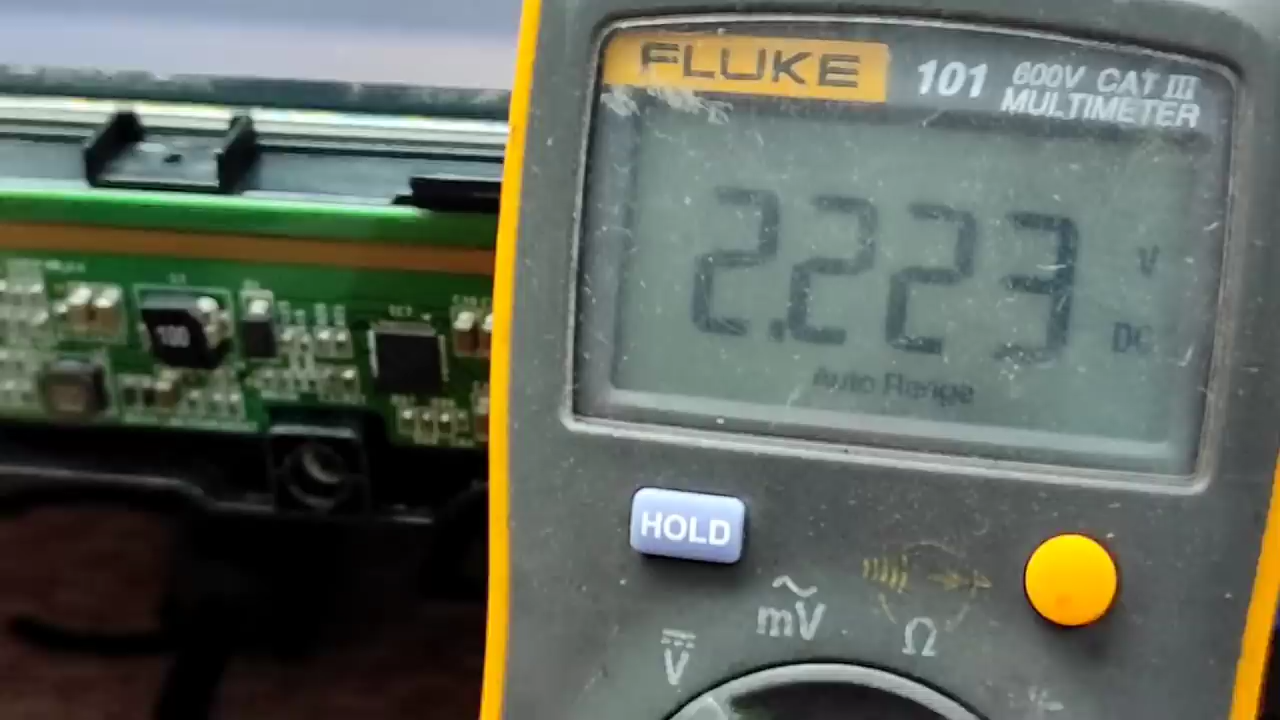 FLUKE 101 600V CAT III
MULTIMETER
2.223 V
DC
Auto Range
HOLD
mV
V
Ω
100